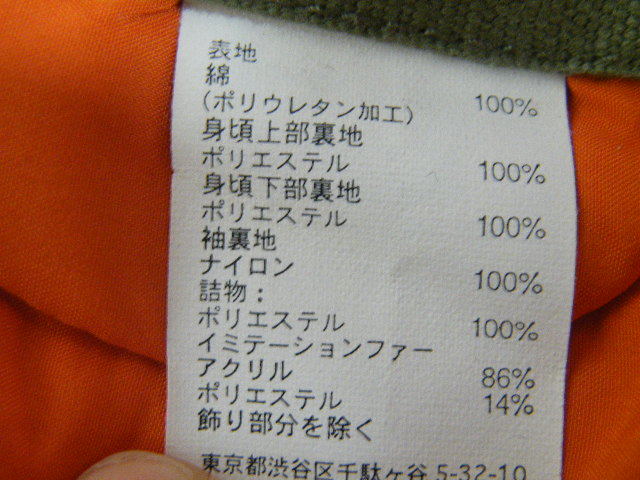 表地
綿
(ポリウレタン加工) 100%
身頃上部裏地
ポリエステル 100%
身頃下部裏地
ポリエステル 100%
袖裏地
ナイロン 100%
詰物:
ポリエステル 100%
イミテーションファー
アクリル 86%
ポリエステル 14%
飾り部分を除く
東京都渋谷区千駄ヶ谷 5-32-10